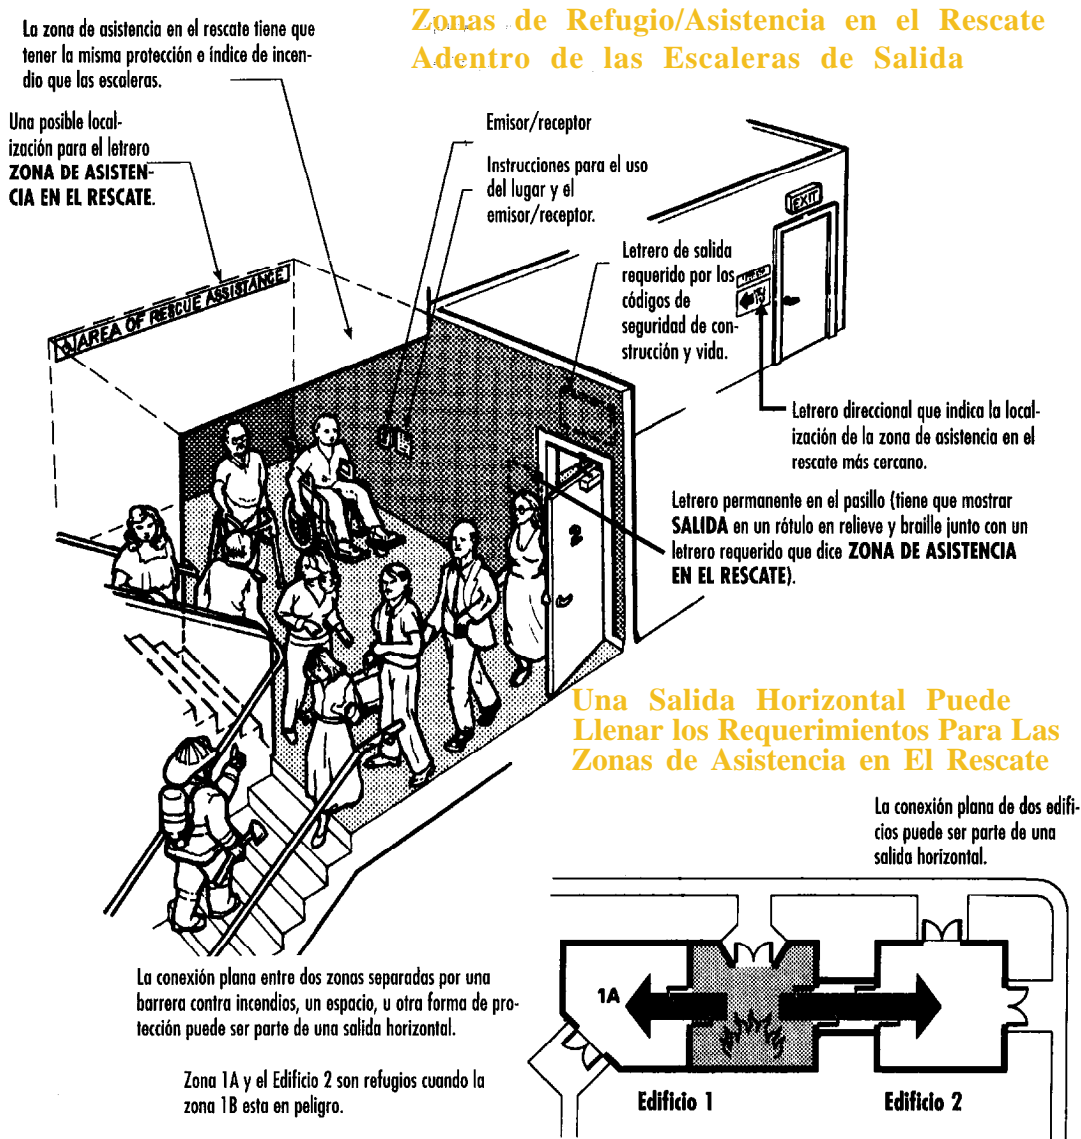 Zonas de Refugio/Asistencia en el Rescate
Adentro de las Escaleras de Salida
La zona de asistencia en el rescate tiene que
tener la misma protección e índice de incen-
dio que las escaleras.
Una posible local-
ización para el letrero
ZONA DE ASISTEN-
CIA EN EL RESCATE.
Emisor/receptor
Instrucciones para el uso
del lugar y el
emisor/receptor.
Letrero de salida
requerido por los
códigos de
seguridad de con-
strucción y vida.
EXIT
AREA OF RESCUE ASSISTANCE
Letrero direccional que indica la local-
ización de la zona de asistencia en el
rescate más cercano.
Letrero permanente en el pasillo (tiene que mostrar
SALIDA en un rótulo en relieve y braille junto con un
letrero requerido que dice ZONA DE ASISTENCIA
EN EL RESCATE).
2
Una Salida Horizontal Puede
Llenar los Requerimientos Para Las
Zonas de Asistencia en El Rescate
La conexión plana de dos edifi-
cios puede ser parte de una
salida horizontal.
La conexión plana entre dos zonas separadas por una
barrera contra incendios, un espacio, u otra forma de pro-
tección puede ser parte de una salida horizontal.
Zona 1A y el Edificio 2 son refugios cuando la
zona 1B esta en peligro.
1A
Edificio 1
Edificio 2